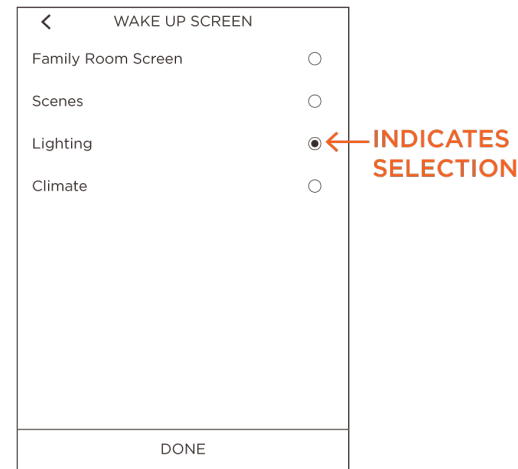 WAKE UP SCREEN
Family Room Screen
Scenes
Lighting
INDICATES
SELECTION
Climate
DONE